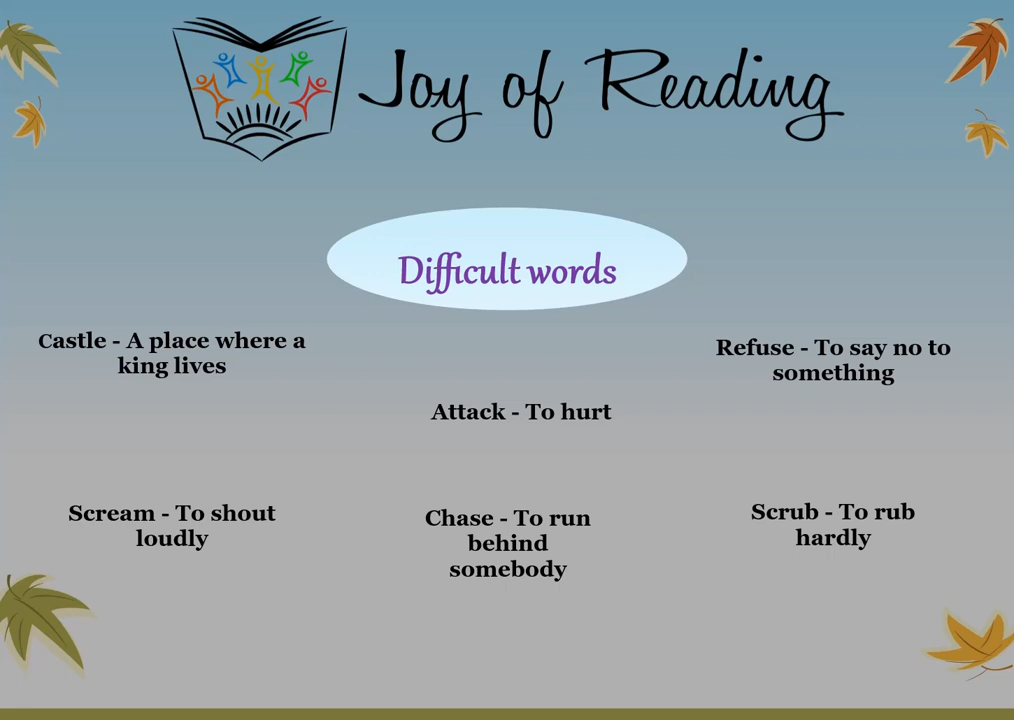 Joy of Reading
Difficult words
Castle - A place where a
king lives
Refuse - To say no to
something
Attack - To hurt
Scream - To shout
loudly
Chase - To run
behind
somebody
Scrub - To rub
hardly